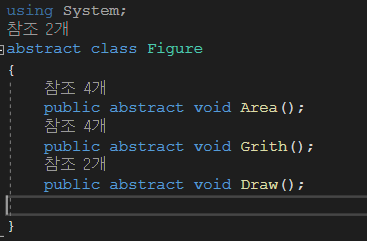 using System;
참조 2개
abstract class Figure
{
참조 4개
public abstract void Area();
참조 4개
public abstract void Grith();
참조 2개
public abstract void Draw();
}